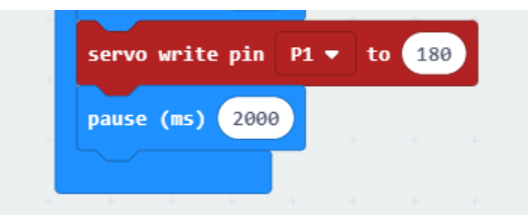 servo write pin P1 to 180
pause (ms) 2000